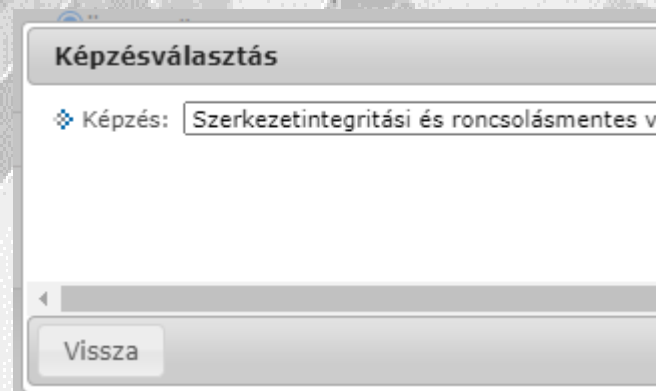 Képzésválasztás
Képzés: Szerkezetintegritási és roncsolásmentes
Vissza